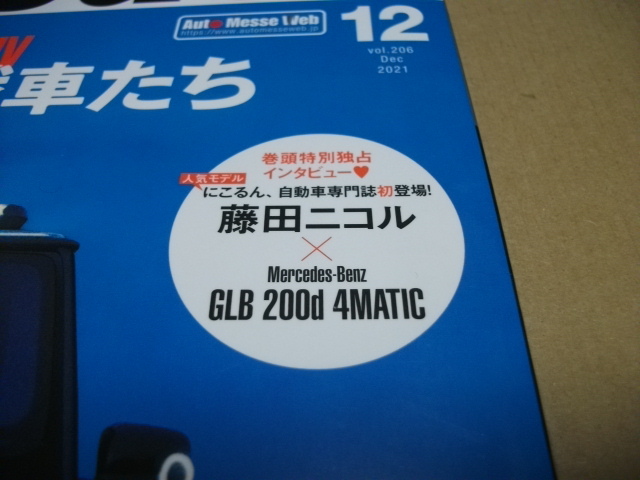 Auto Messe Web
https://www.automesseweb.jp
12
vol.206
Dec
2021
車たち
巻頭特別独占
インタビュー♥
人気モデル
にこるん、自動車専門誌初登場!
藤田ニコル
×
Mercedes-Benz
GLB 200d 4MATIC